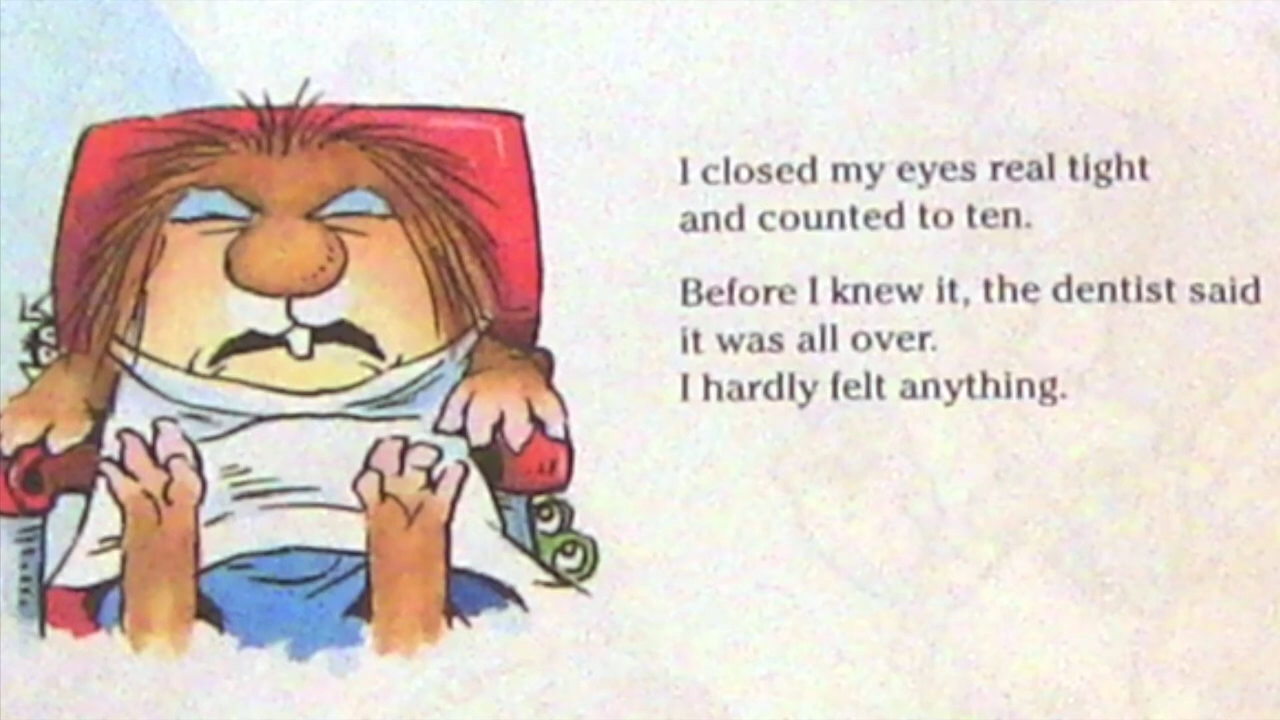 I closed my eyes real tight
and counted to ten.
Before I knew it, the dentist said
it was all over.
I hardly felt anything.